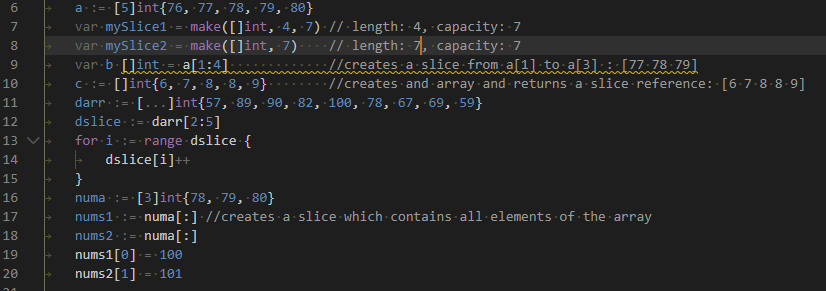 6 a := [5]int{76, 77, 78, 79, 80}
7 var mySlice1 = make([]int, 4, 7) // length: 4, capacity: 7
8 var mySlice2 = make([]int, 7) // length: 7, capacity: 7
9 var b []int = a[1:4] //creates a slice from a[1] to a[3] : [77 78 79]
10 c := []int{6, 7, 8, 8, 9} //creates and array and returns a slice reference: [6 7 8 8 9]
11 darr := [...]int{57, 89, 90, 82, 100, 78, 67, 69, 59}
12 dslice := darr[2:5]
13 for i := range dslice {
14 dslice[i]++
15 }
16 numa := [3]int{78, 79, 80}
17 nums1 := numa[:] //creates a slice which contains all elements of the array
18 nums2 := numa[:]
19 nums1[0] = 100
20 nums2[1] = 101